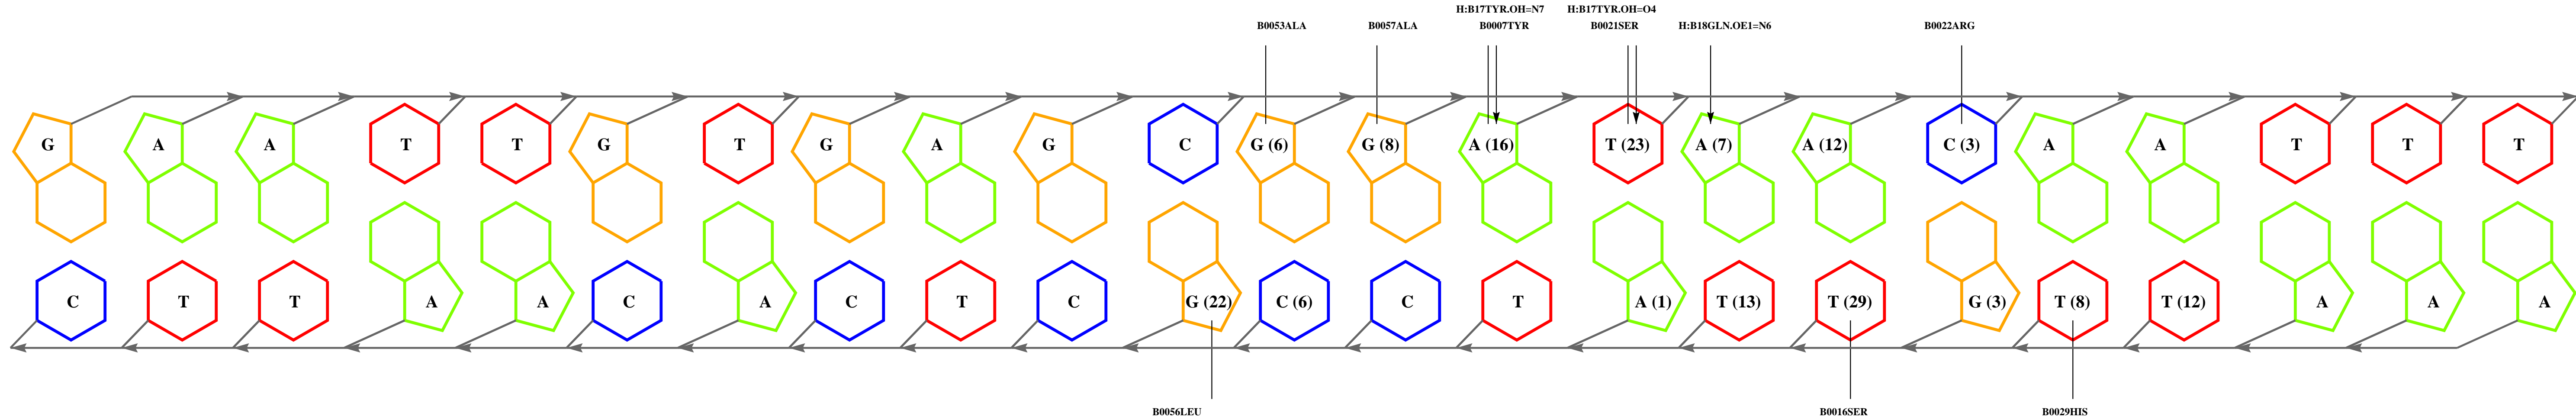 H:B17TYR.OH=N7 H:B17TYR.OH=O4
B0053ALA B0057ALA B0007TYR B0021SER H:B18GLN.OE1=N6 B0022ARG
G A A T T G T G A G C G (6) G (8) A (16) T (23) A (7) A (12) C (3) A A T T T
C T T A A C A C T C G (22) C (6) C T A (1) T (13) T (29) G (3) T (8) T (12) A A A
B0056LEU B0016SER B0029HIS